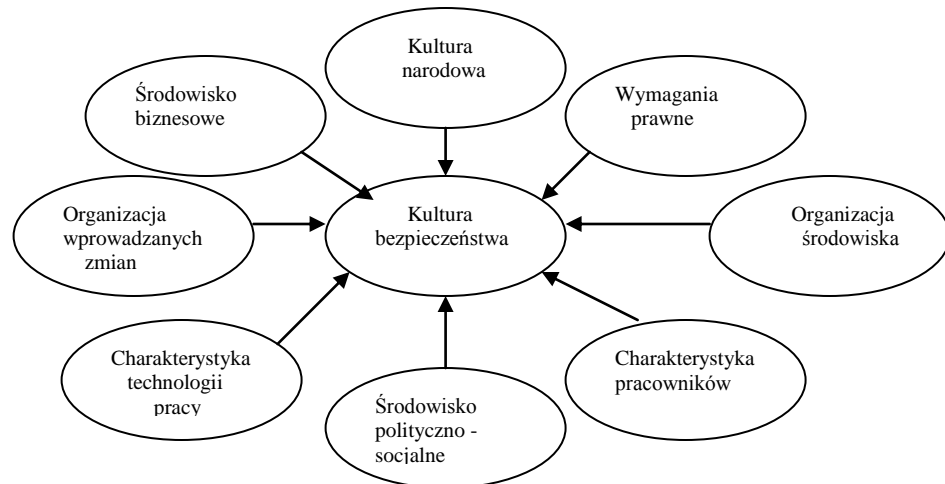 Kultura
narodowa
Środowisko
biznesowe
Wymagania
prawne
Organizacja
wprowadzanych
zmian
Kultura
bezpieczeństwa
Organizacja
środowiska
Charakterystyka
technologii
pracy
Środowisko
polityczno -
socjalne
Charakterystyka
pracowników